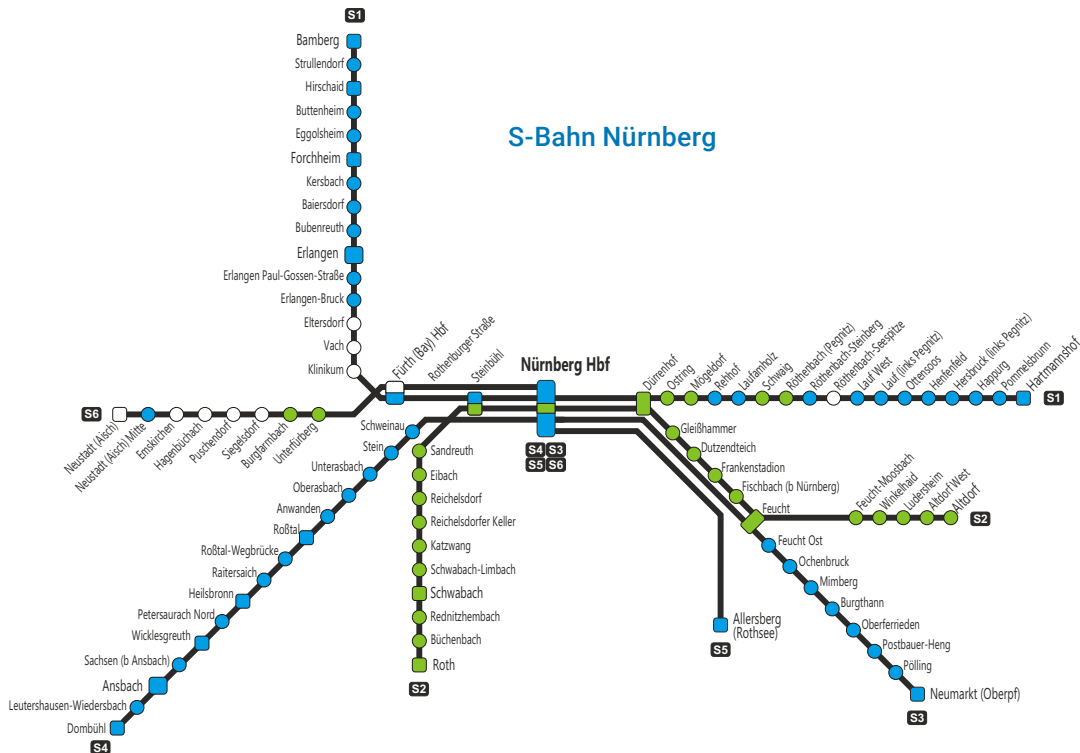 S1
Bamberg
Strullendorf
Hirschaid
Buttenheim
Eggolsheim
Forchheim
Kersbach
Baiersdorf
Bubenreuth
Erlangen
Erlangen Paul-Gossen-Straße
Erlangen-Bruck
Eltersdorf
Vach
Klinikum
S-Bahn Nürnberg
Fürth (Bay) Hbf
Rothenburger Straße
Steinbühl
Nürnberg Hbf
S4 S3
S5 S6
Dürrenhof
Ostring
Mögeldorf
Rehhof
Laufamholz
Schwaig
Röthenbach (Pegnitz)
Röthenbach-Steinberg
Röthenbach-Seespitze
Lauf West
Lauf (links Pegnitz)
Ottensoos
Henfenfeld
Hersbruck (links Pegnitz)
Happurg
Pommelsbrunn
Hartmannshof
S1
S6
Neustadt (Aisch)
Neustadt (Aisch) Mitte
Emskirchen
Hagenbüchach
Puschendorf
Siegelsdorf
Burgfarrnbach
Unterfürberg
Schweinau
Stein
Unterasbach
Oberasbach
Anwanden
Roßtal
Roßtal-Wegbrücke
Raitersaich
Heilsbronn
Petersaurach Nord
Wicklesgreuth
Sachsen (b Ansbach)
Ansbach
Leutershausen-Wiedersbach
Dombühl
S4
Sandreuth
Eibach
Reichelsdorf
Reichelsdorfer Keller
Katzwang
Schwabach-Limbach
Schwabach
Rednitzhembach
Büchenbach
Roth
S2
Gleißhammer
Dutzendteich
Frankenstadion
Fischbach (b Nürnberg)
Feucht
Feucht-Moosbach
Winkelhaid
Ludersheim
Altdorf West
Altdorf
S2
Feucht Ost
Ochenbruck
Mimberg
Burgthann
Oberferrieden
Postbauer-Heng
Pölling
Neumarkt (Oberpf)
S3
Allersberg
(Rothsee)
S5